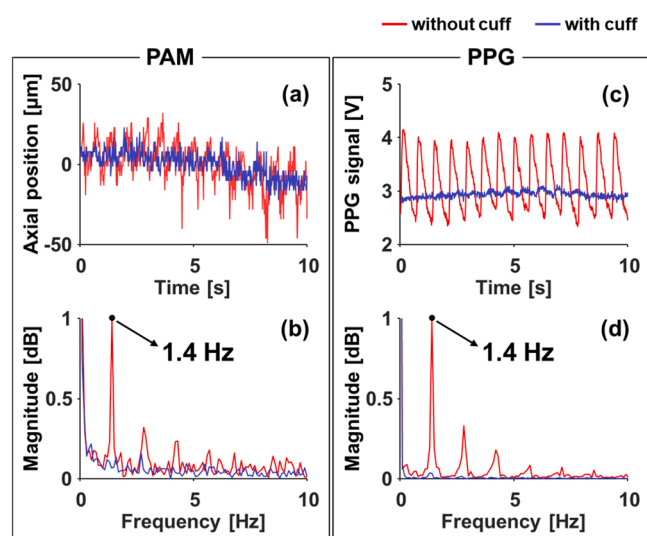 without cuff with cuff
PAM
(a)
Axial position [µm]
50
0
-50
0 5 10
Time [s]
(b)
Magnitude [dB]
1
0.5
0
1.4 Hz
0 5 10
Frequency [Hz]
PPG
(c)
PPG signal [V]
5
4
3
2
0 5 10
Time [s]
(d)
Magnitude [dB]
1
0.5
0
1.4 Hz
0 5 10
Frequency [Hz]